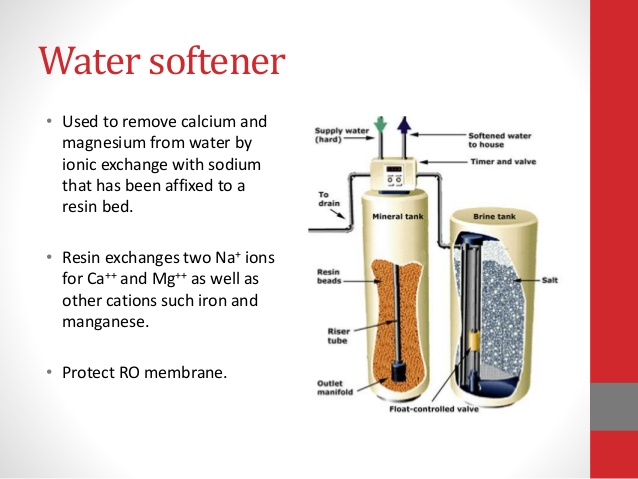 Water softener
• Used to remove calcium and
magnesium from water by
ionic exchange with sodium
that has been affixed to a
resin bed.
• Resin exchanges two Na⁺ ions
for Ca⁺⁺ and Mg⁺⁺ as well as
other cations such iron and
manganese.
• Protect RO membrane.
Supply water
(hard)
Softened water
to house
Timer and valve
To
drain
Mineral tank
Brine tank
Resin
beads
Salt
Riser
tube
Outlet
manifold
Float-controlled valve